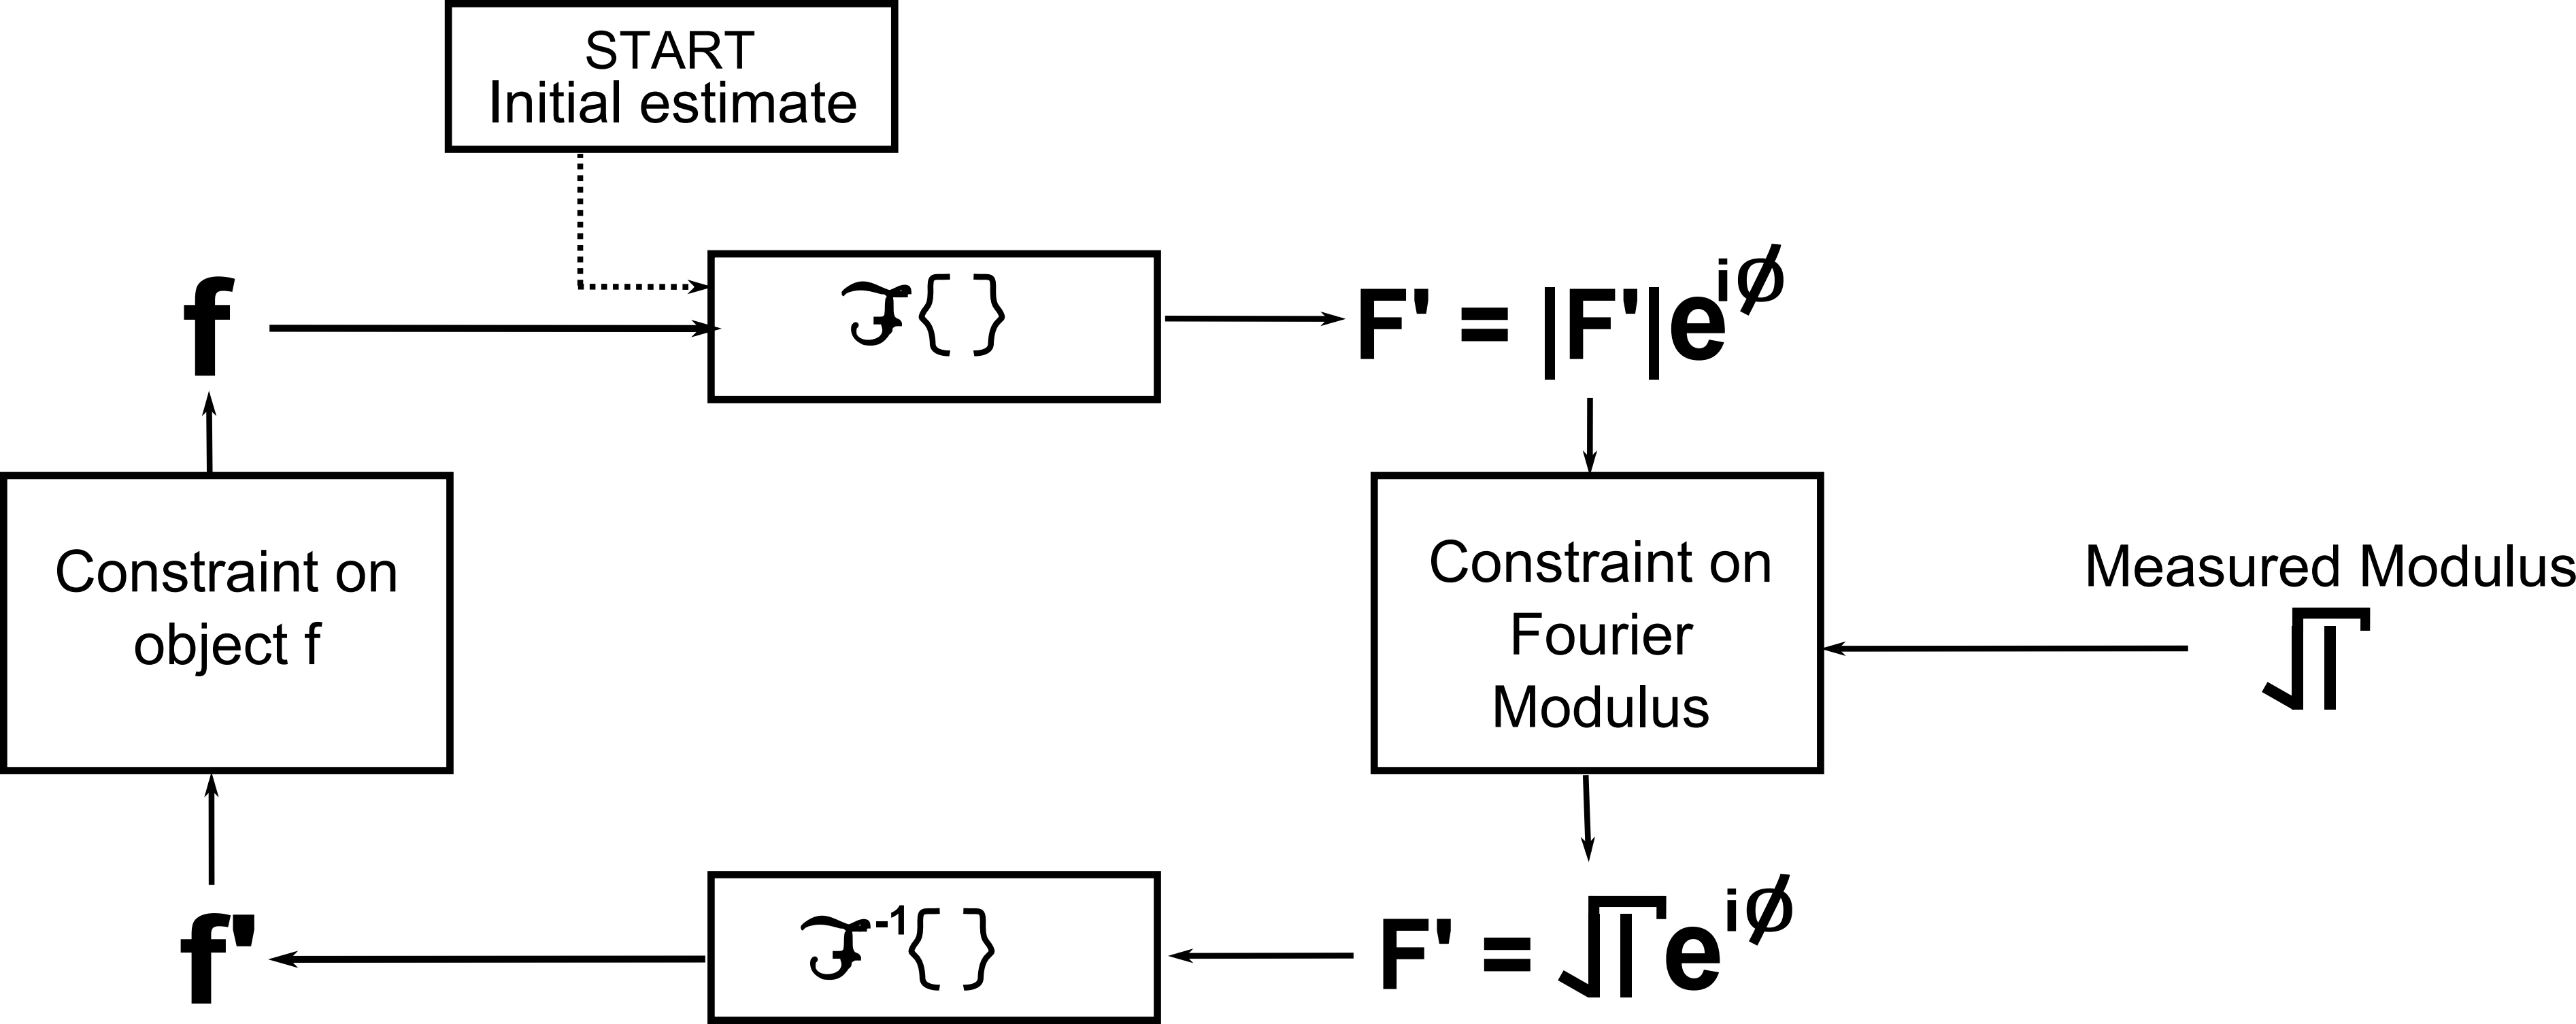 START
Initial estimate
f
ℱ{ }
F' = |F'|e^iφ
Constraint on
object f
Constraint on
Fourier
Modulus
Measured Modulus
√I
f'
ℱ^-1{ }
F' = √I e^iφ